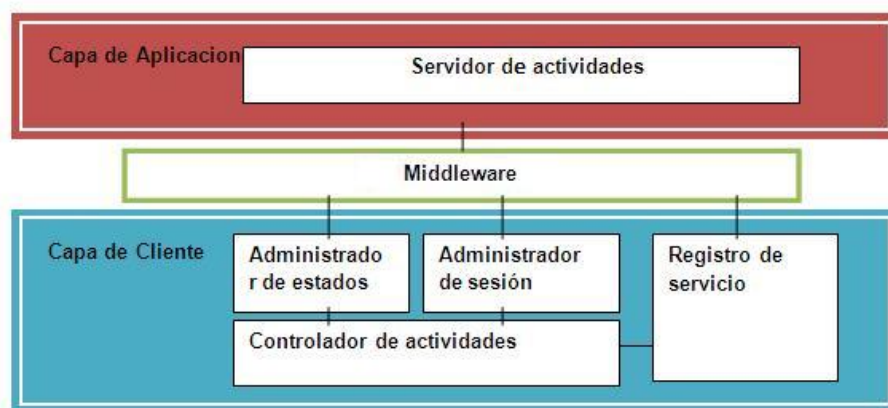 Capa de Aplicacion
Servidor de actividades
Middleware
Capa de Cliente
Administrado
r de estados
Administrador
de sesión
Registro de
servicio
Controlador de actividades